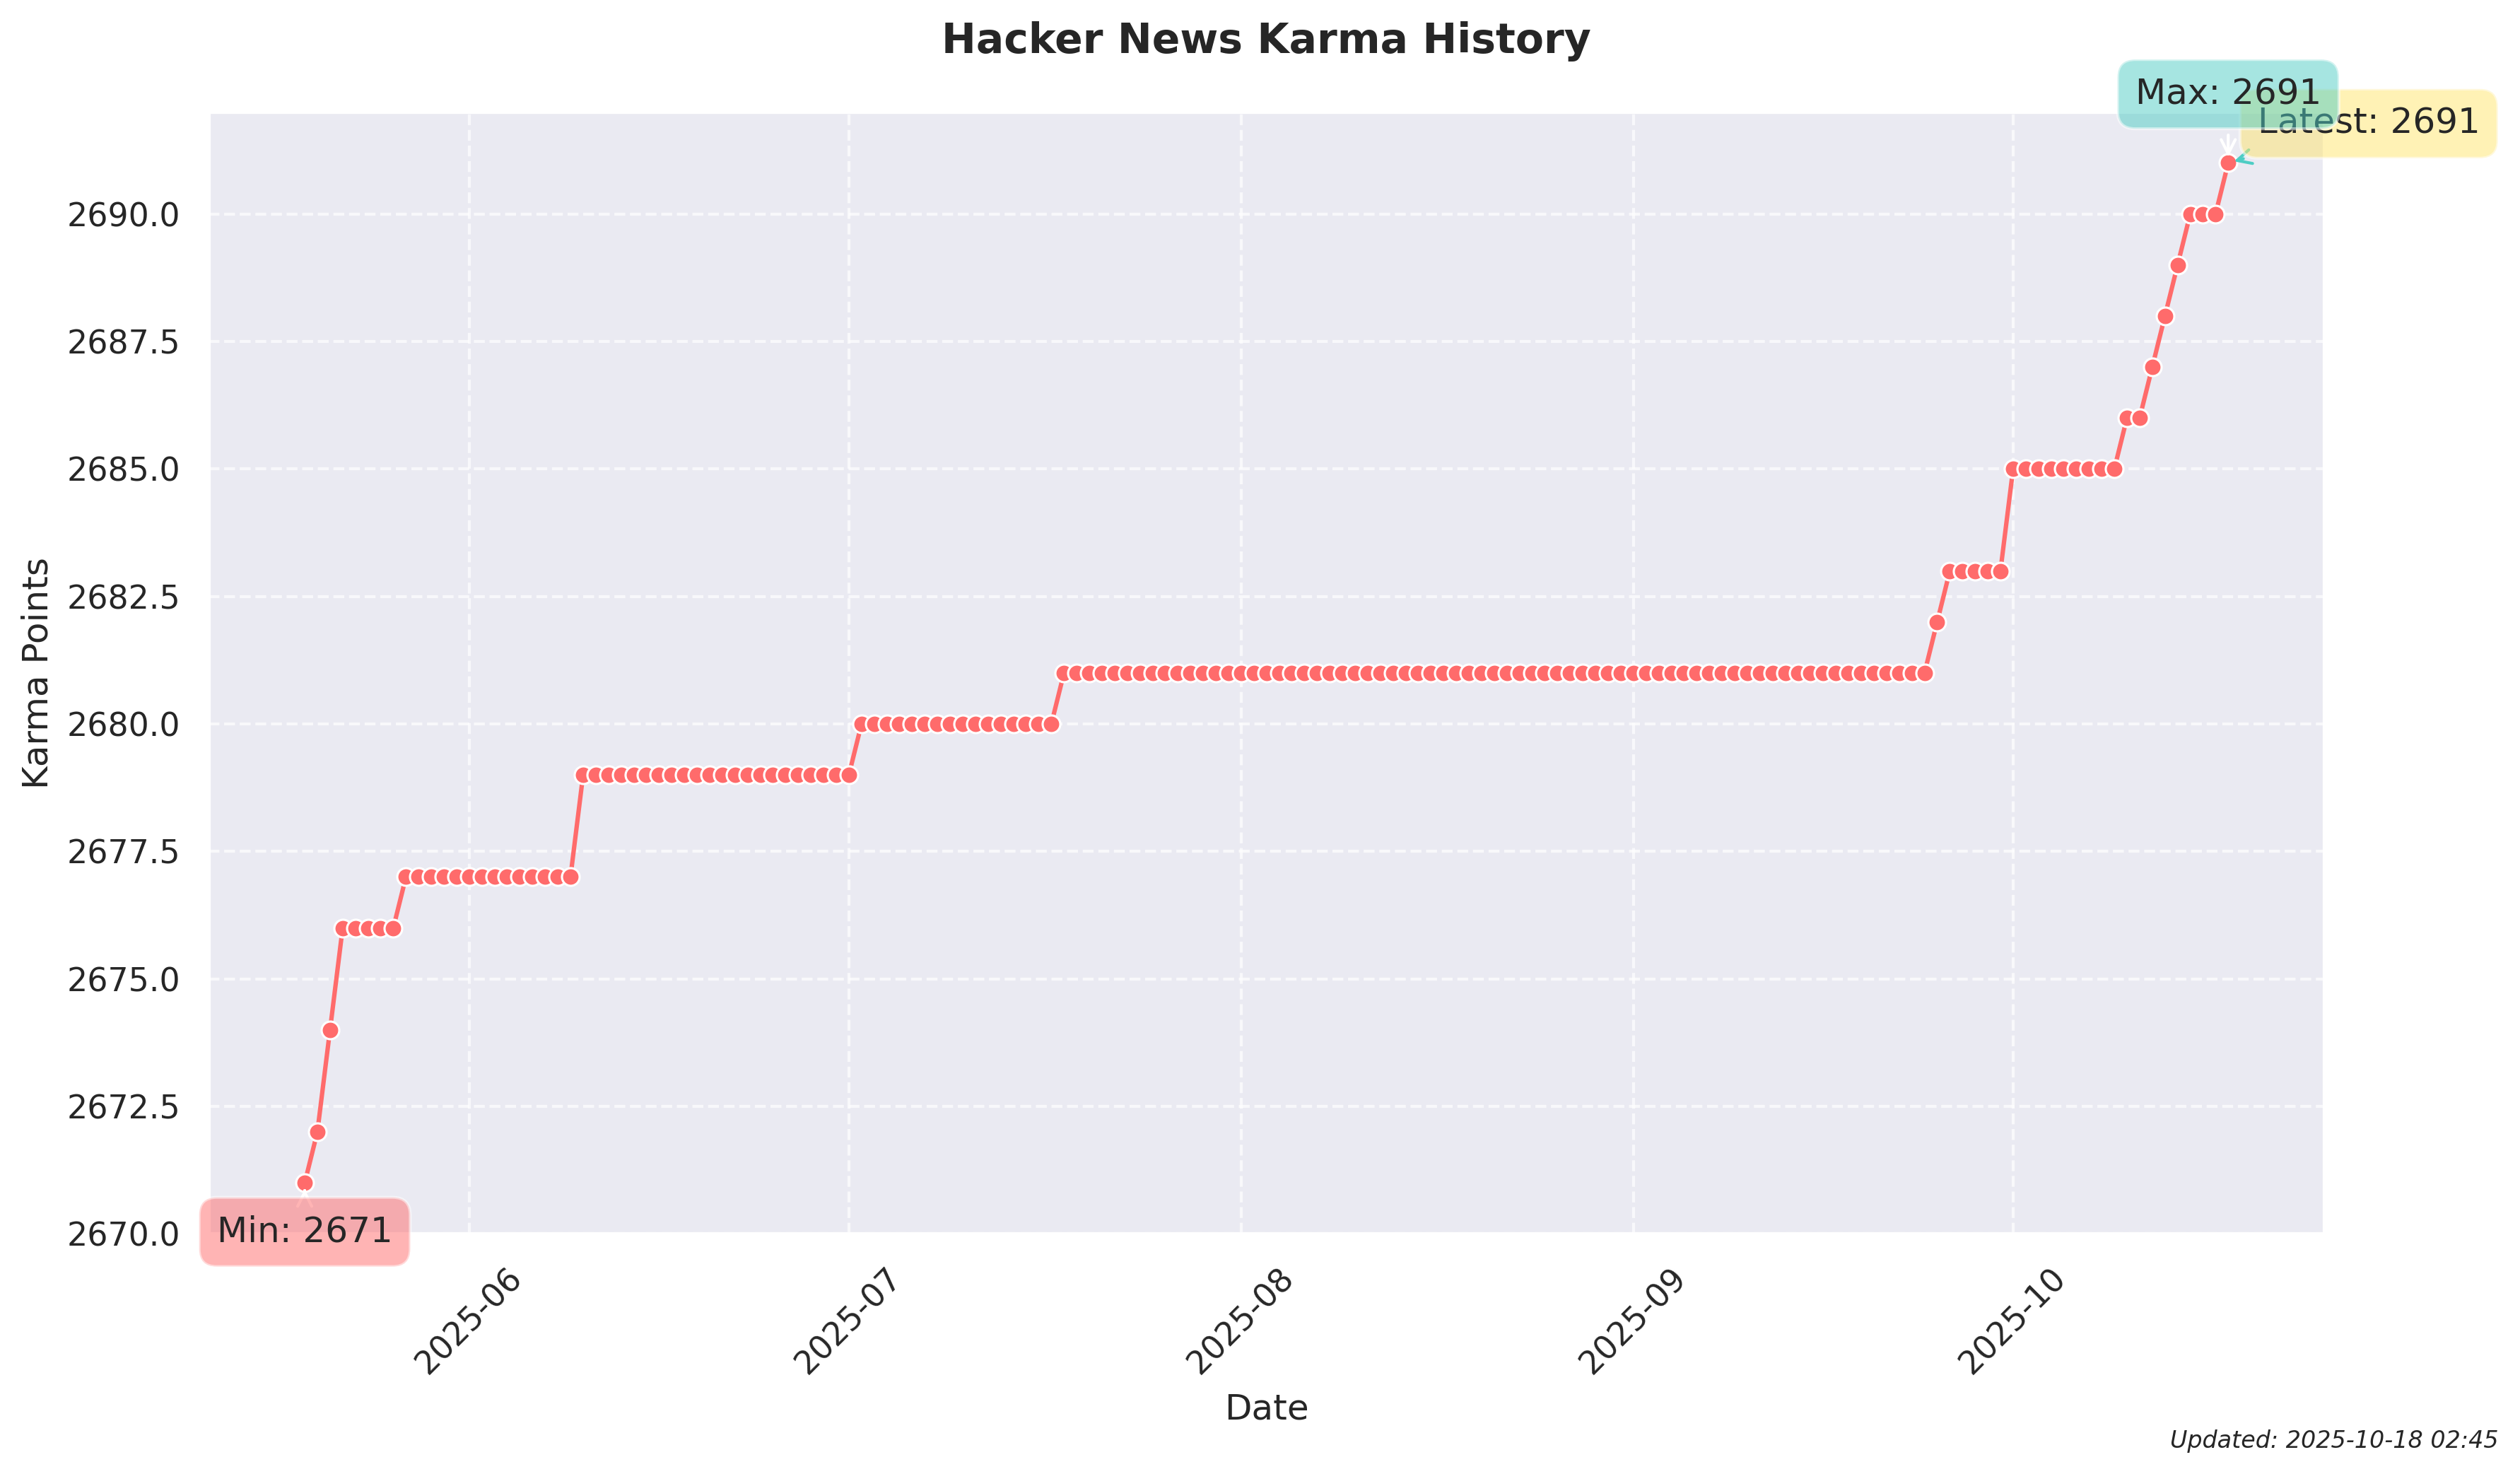 Hacker News Karma History
Max: 2691
Latest: 2691
2690.0
2687.5
2685.0
2682.5
2680.0
2677.5
2675.0
2672.5
2670.0
Karma Points
Min: 2671
2025-06
2025-07
2025-08
2025-09
2025-10
Date
Updated: 2025-10-18 02:45